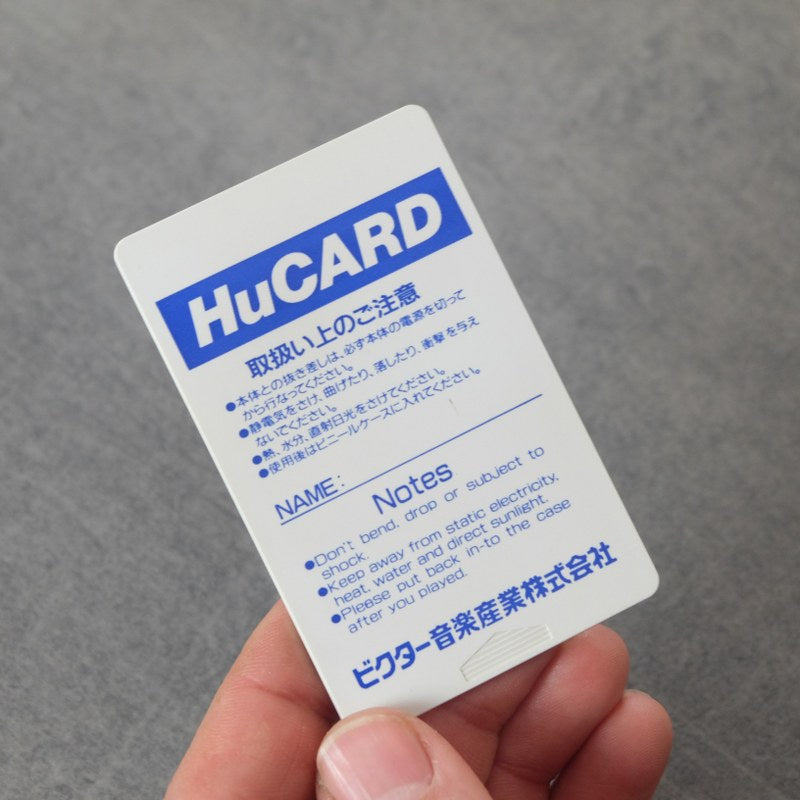 HuCARD
取扱い上のご注意
●本体との抜き差しは、必ず本体の電源を切って
から行なってください。
●静電気をさけ、曲げたり、落したり、衝撃を与え
ないでください。
●熱、水分、直射日光をさけてください。
●使用後はビニールケースに入れてください。
NAME:
Notes
●Don't bend, drop or subject to
shock.
●Keep away from static electricity,
heat, water and direct sunlight.
●Please put back in-to the case
after you played.
ビクター音楽産業株式会社